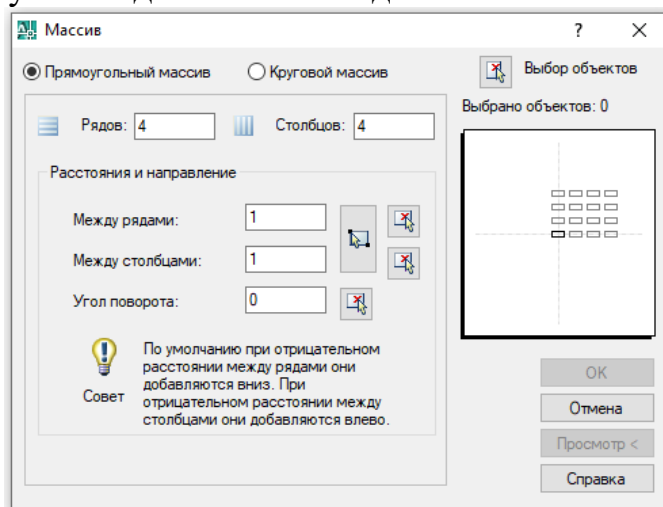 Массив
?
Прямоугольный массив
Круговой массив
Выбор объектов
Выбрано объектов: 0
Рядов: 4
Столбцов: 4
Расстояния и направление
Между рядами: 1
Между столбцами: 1
Угол поворота: 0
Совет
По умолчанию при отрицательном
расстоянии между рядами они
добавляются вниз. При
отрицательном расстоянии между
столбцами они добавляются влево.
OK
Отмена
Просмотр <
Справка